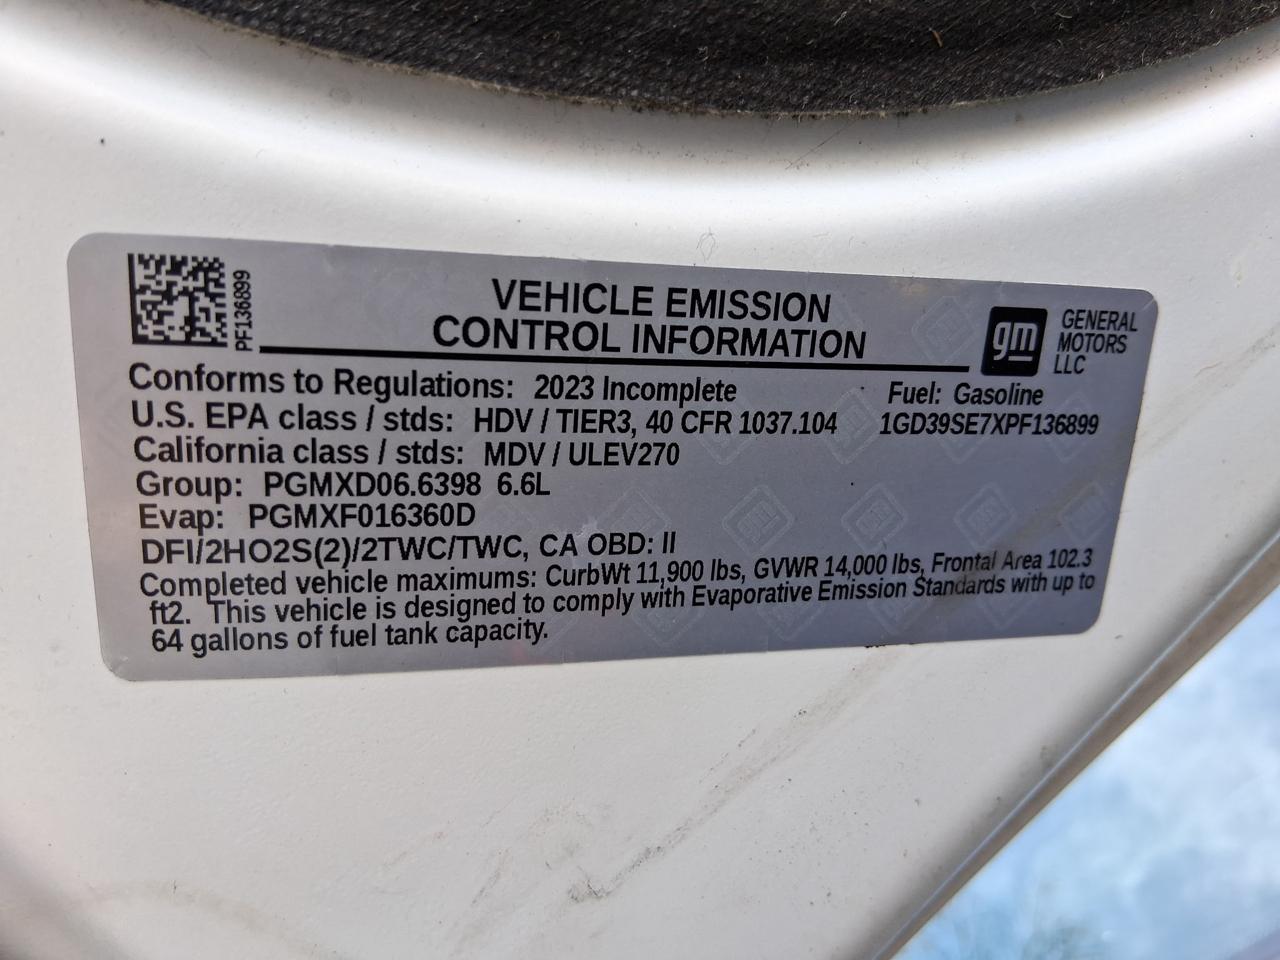 PF136899
VEHICLE EMISSION
CONTROL INFORMATION
gm
GENERAL
MOTORS
LLC
Conforms to Regulations: 2023 Incomplete Fuel: Gasoline
U.S. EPA class / stds: HDV / TIER3, 40 CFR 1037.104 1GD39SE7XPF136899
California class / stds: MDV / ULEV270
Group: PGMXD06.6398 6.6L
Evap: PGMXF016360D
DFI/2HO2S(2)/2TWC/TWC, CA OBD: II
Completed vehicle maximums: CurbWt 11,900 lbs, GVWR 14,000 lbs, Frontal Area 102.3
ft2. This vehicle is designed to comply with Evaporative Emission Standards with up to
64 gallons of fuel tank capacity.